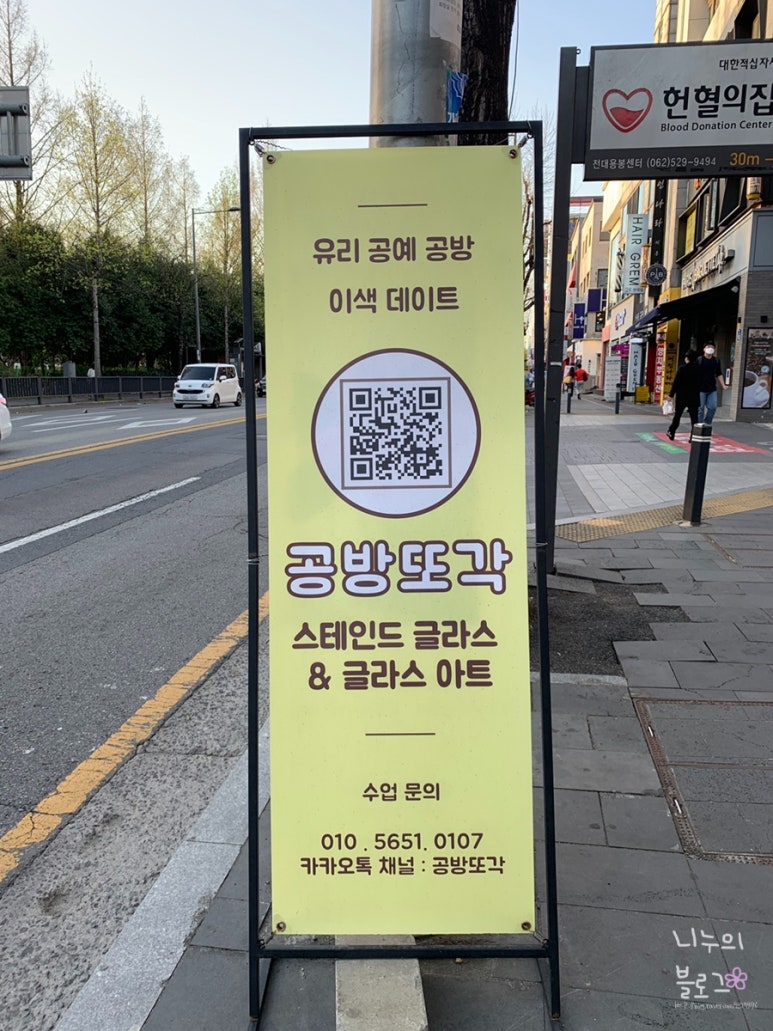 유리 공예 공방
이색 데이트
공방또각
스테인드 글라스
& 글라스 아트
수업 문의
010 . 5651. 0107
카카오톡 채널 : 공방또각
대한적십자사
헌혈의집
Blood Donation Center
전대용봉센터 (062)529-9494
30m
HAIR GREM
니누의
블로그